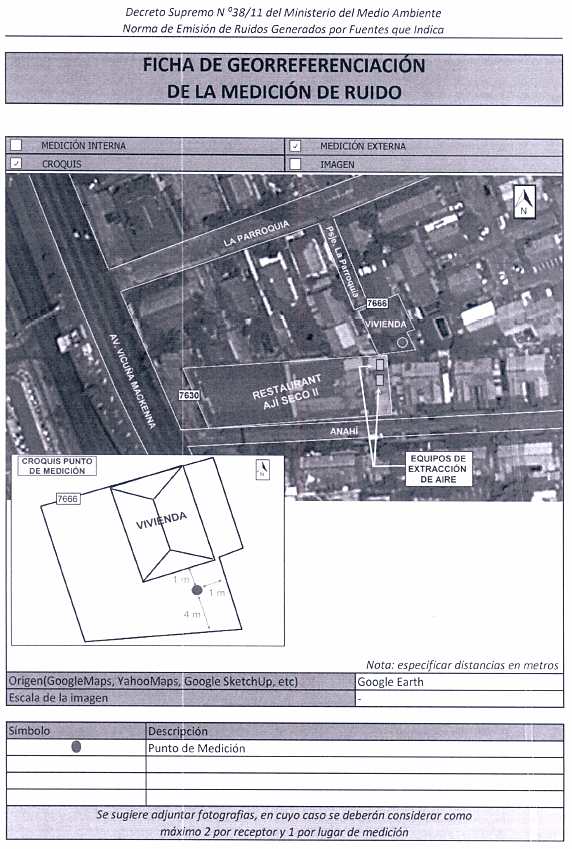 Decreto Supremo N º38/11 del Ministerio del Medio Ambiente
Norma de Emisión de Ruidos Generados por Fuentes que Indica
FICHA DE GEORREFERENCIACIÓN
DE LA MEDICIÓN DE RUIDO
MEDICIÓN INTERNA
✓ MEDICIÓN EXTERNA
✓ CROQUIS
IMAGEN
N
LA PARROQUIA
Psje. La Parroquia
7666
VIVIENDA
AV. VICUÑA MACKENNA
7630
RESTAURANT
AJÍ SECO II
ANAHÍ
EQUIPOS DE
EXTRACCIÓN
DE AIRE
CROQUIS PUNTO
DE MEDICIÓN
N
7666
VIVIENDA
1 m
1 m
4 m
Nota: especificar distancias en metros
Origen(GoogleMaps, YahooMaps, Google SketchUp, etc) Google Earth
Escala de la imagen -
Símbolo Descripción
Punto de Medición
Se sugiere adjuntar fotografias, en cuyo caso se deberán considerar como
máximo 2 por receptor y 1 por lugar de medición